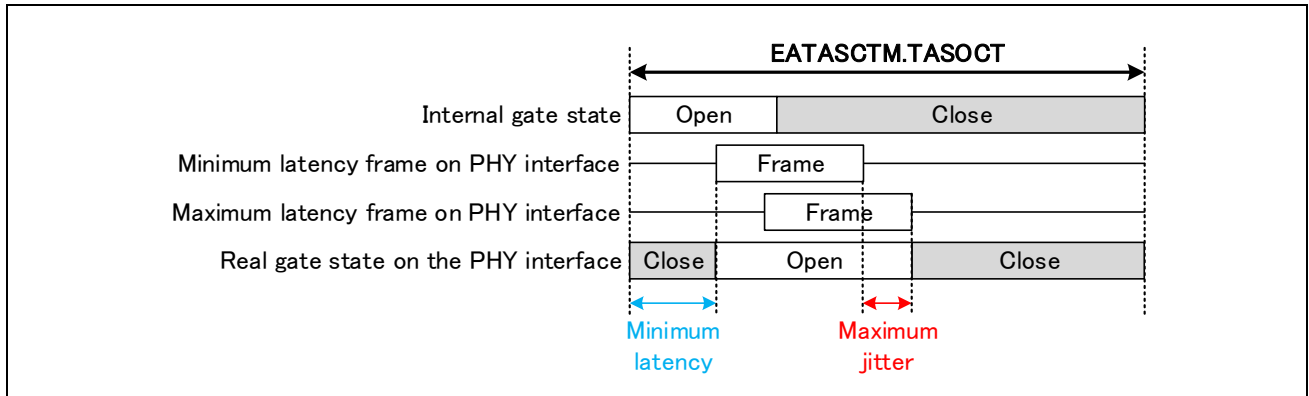 EATASCTM.TASOCT
Internal gate state Open Close
Minimum latency frame on PHY interface Frame
Maximum latency frame on PHY interface Frame
Real gate state on the PHY interface Close Open Close
Minimum latency
Maximum jitter